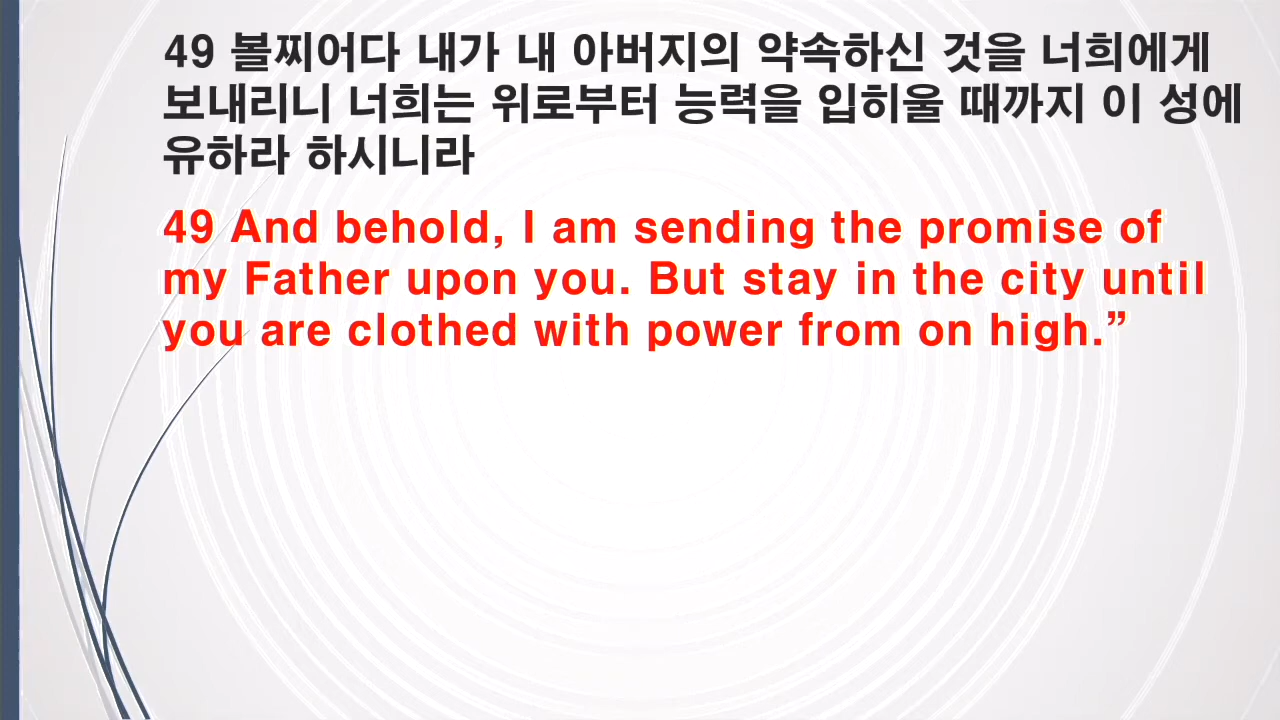 49 볼찌어다 내가 내 아버지의 약속하신 것을 너희에게
보내리니 너희는 위로부터 능력을 입히울 때까지 이 성에
유하라 하시니라
49 And behold, I am sending the promise of
my Father upon you. But stay in the city until
you are clothed with power from on high.”